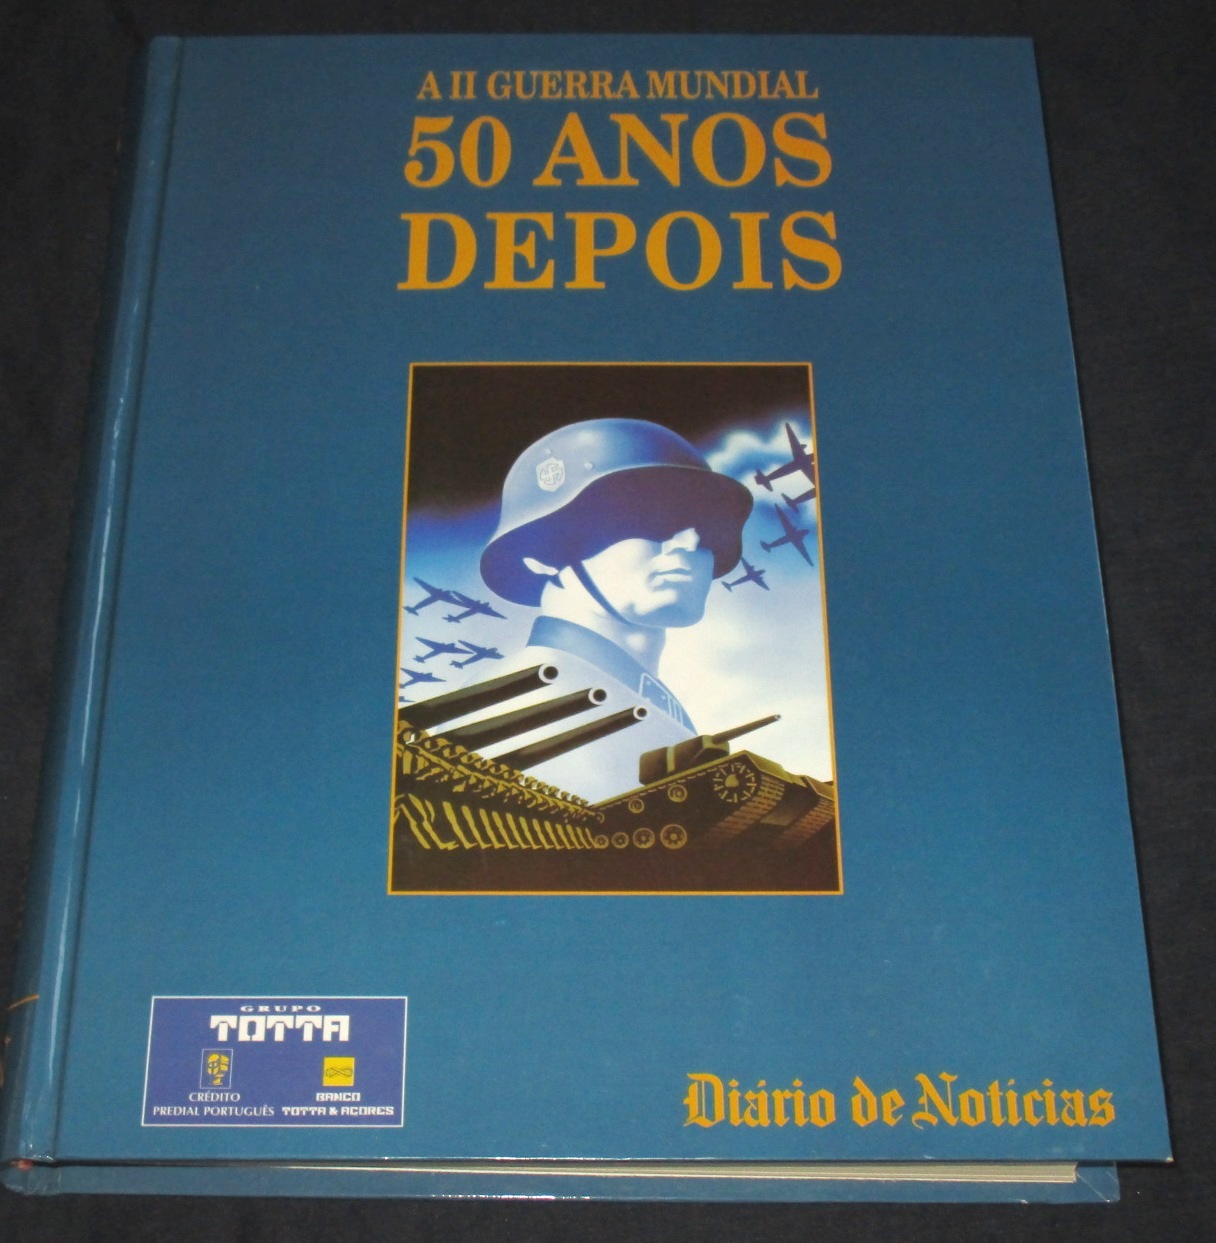 A II GUERRA MUNDIAL
50 ANOS
DEPOIS
GRUPO
TOTTA
CRÉDITO
PREDIAL PORTUGUÊS
BANCO
TOTTA & AÇORES
Diário de Notícias